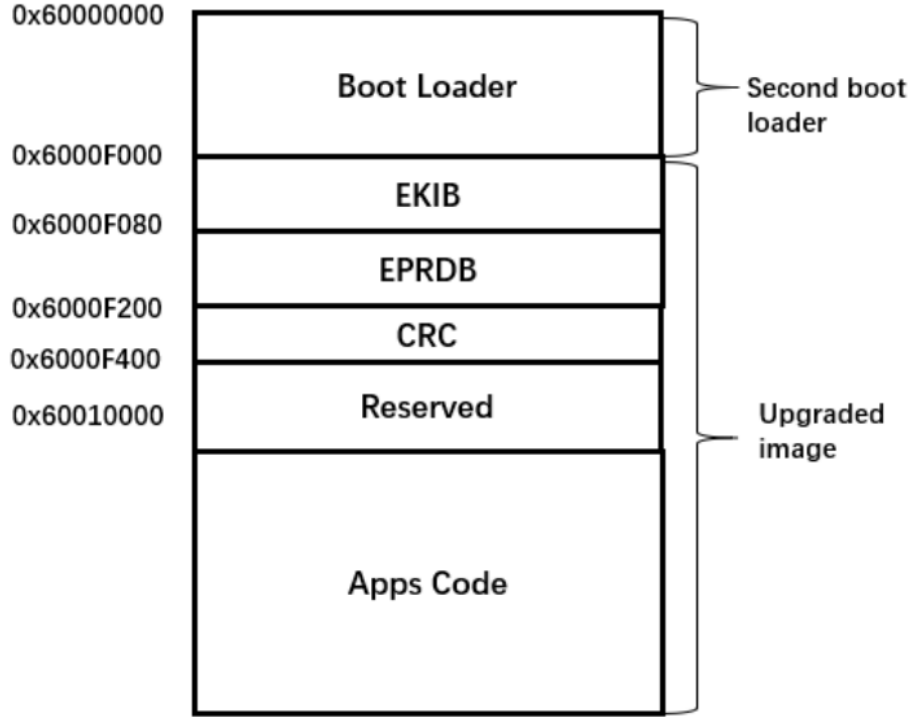 0x60000000
Boot Loader
Second boot
loader
0x6000F000
EKIB
0x6000F080
EPRDB
0x6000F200
CRC
0x6000F400
Reserved
0x60010000
Upgraded
image
Apps Code